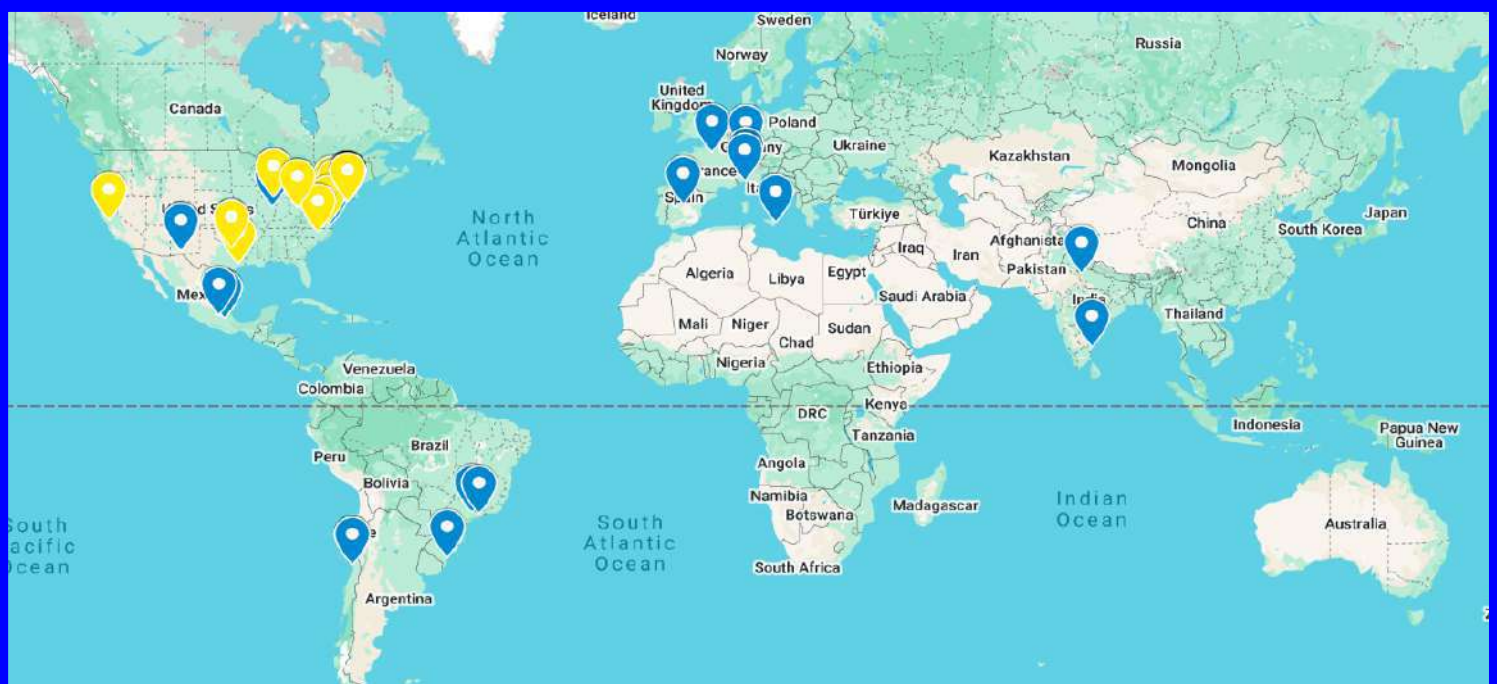 Iceland
Sweden
Norway
Russia
United
Kingdom
Canada
Poland
Ukraine
Kazakhstan
Mongolia
North
Atlantic
Ocean
Spain
Türkiye
China
Japan
South Korea
Iraq
Iran
Pakistan
Algeria
Libya
Egypt
Saudi Arabia
India
Thailand
Mali
Niger
Sudan
Chad
Nigeria
Ethiopia
Venezuela
Colombia
DRC
Kenya
Indonesia
Papua New
Guinea
Tanzania
Brazil
Peru
Bolivia
Angola
Namibia
Botswana
Madagascar
Indian
Ocean
South
Atlantic
Ocean
Australia
South Africa
Argentina